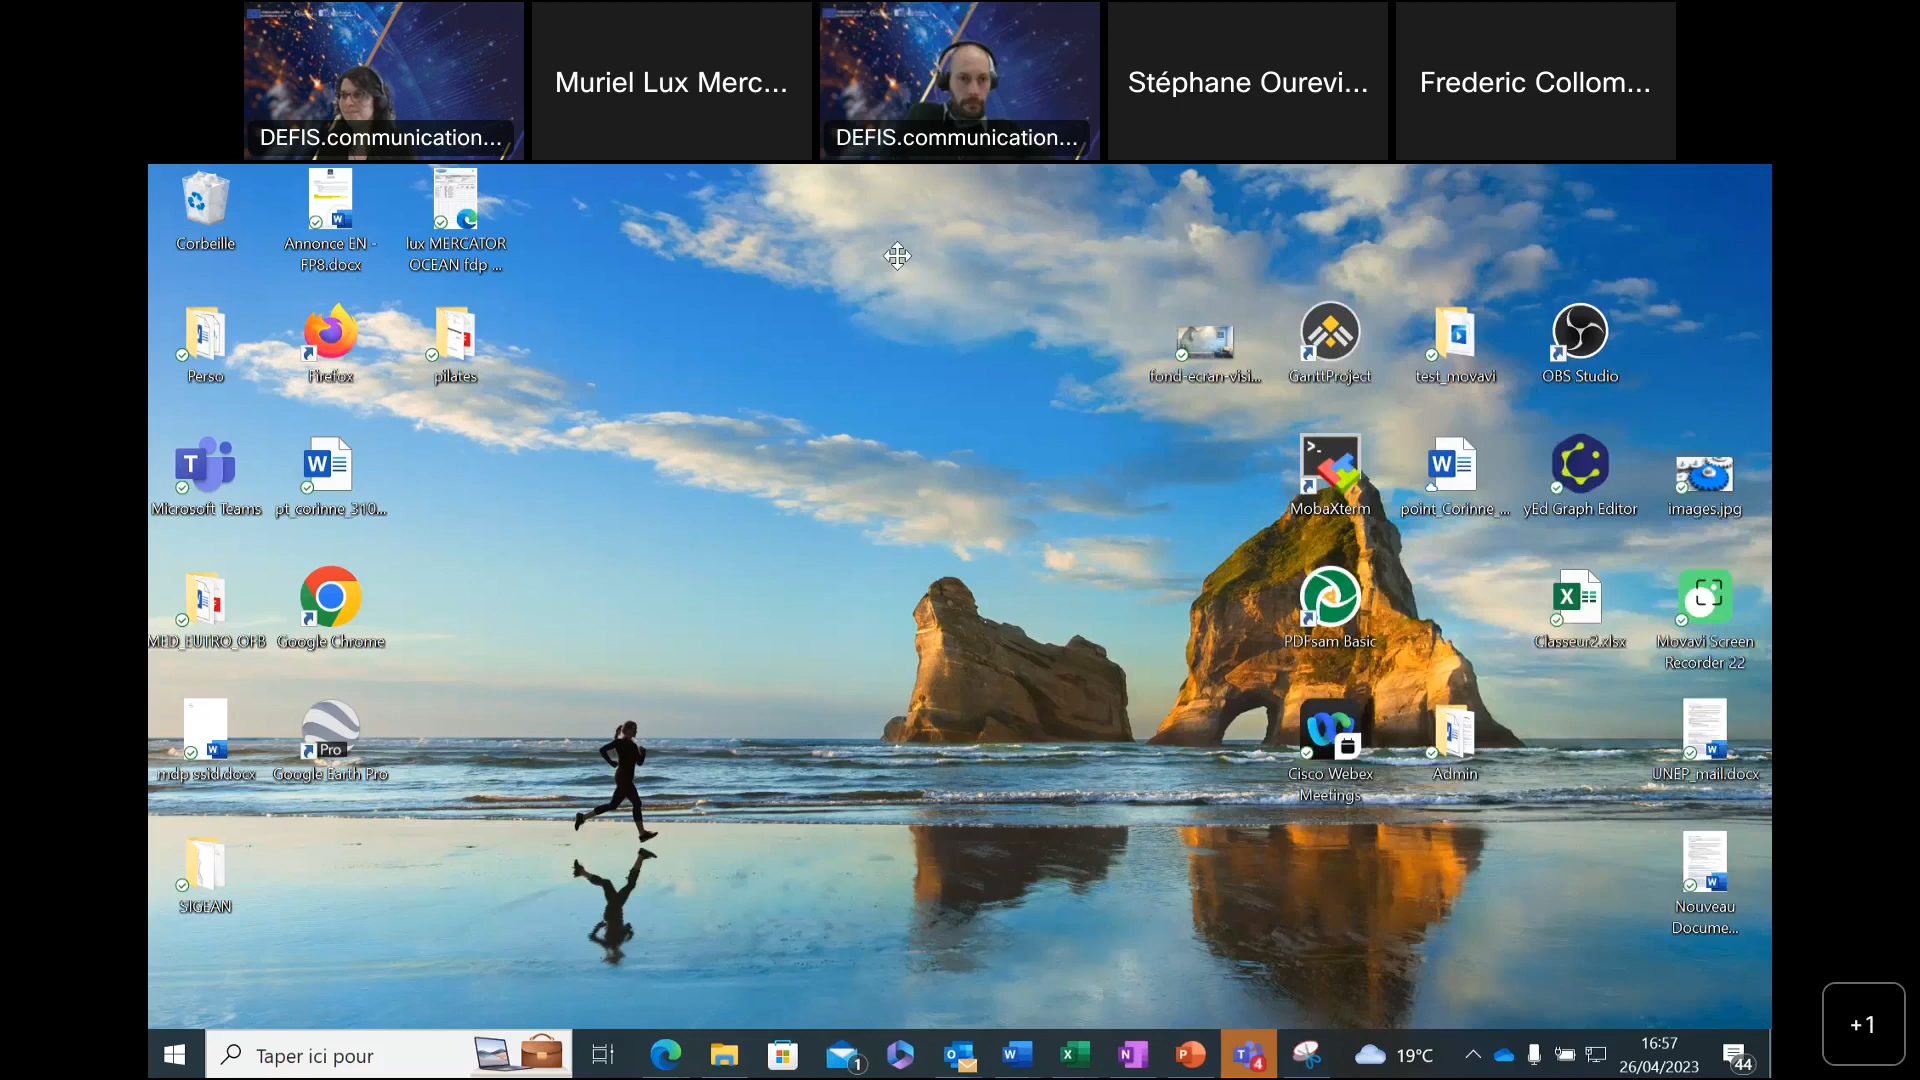 DEFIS.communication...
Muriel Lux Merc...
DEFIS.communication...
Stéphane Ourevi...
Frederic Collom...
Corbeille
Annonce EN -
FP8.docx
lux MERCATOR
OCEAN fdp ...
Perso
Firefox
pilates
fond-ecran-visi...
GanttProject
test_movavi
OBS Studio
Microsoft Teams
pt_corinne_310...
MobaXterm
point_Corinne_...
yEd Graph Editor
images.jpg
MED_EUTRO_OFB
Google Chrome
PDFsam Basic
Classeur2.xlsx
Movavi Screen
Recorder 22
Pro
mdp ssid.docx
Google Earth Pro
Cisco Webex
Meetings
Admin
UNEP_mail.docx
SIGEAN
Nouveau
Docume...
+1
Taper ici pour
1
4
19°C
16:57
26/04/2023
44